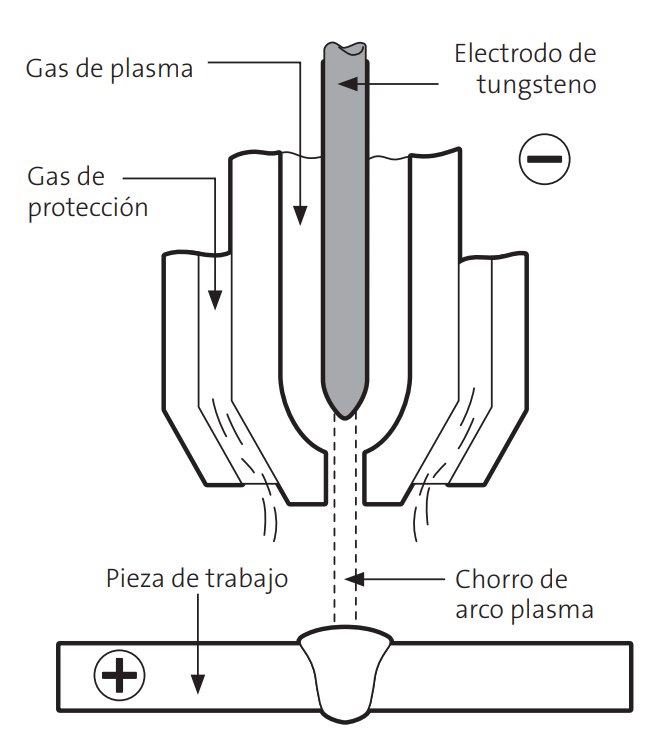 Gas de plasma
Electrodo de
tungsteno
Gas de
protección
Pieza de trabajo
Chorro de
arco plasma